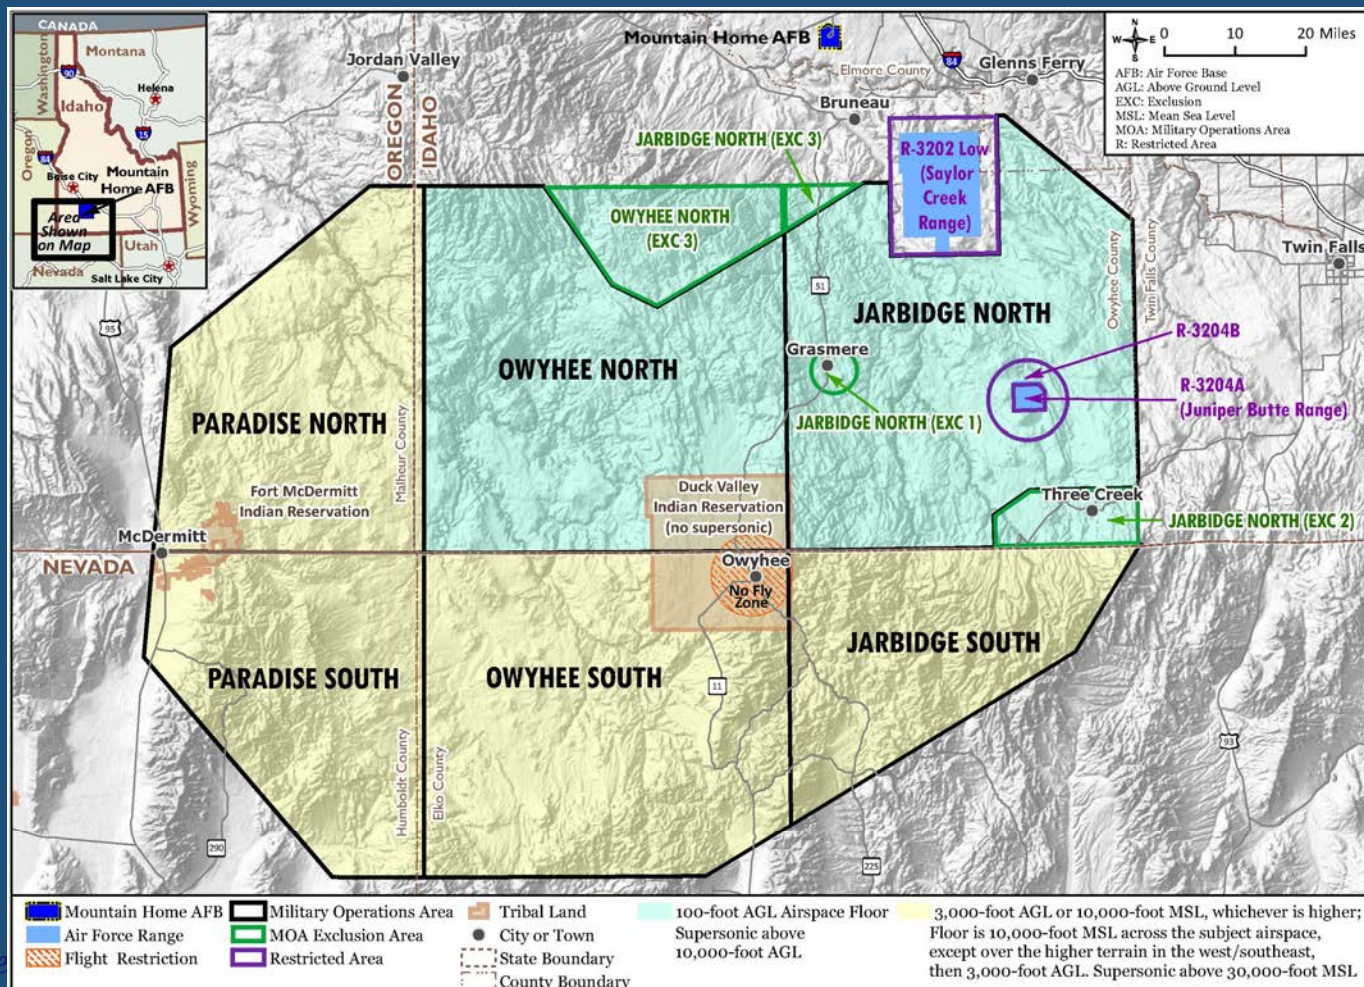 CANADA
Washington
Montana
90
Helena
Idaho
15
Oregon
84
Mountain
Home AFB
Boise City
Wyoming
Area
Shown
on Map
Utah
Nevada
Salt Lake City
Mountain Home AFB
Jordan Valley
Elmore County
84
Glenns Ferry
Bruneau
N
W
E
S
0 10 20 Miles
AFB: Air Force Base
AGL: Above Ground Level
EXC: Exclusion
MSL: Mean Sea Level
MOA: Military Operations Area
R: Restricted Area
OREGON
IDAHO
JARBIDGE NORTH (EXC 3)
R-3202 Low
(Saylor
Creek
Range)
OWYHEE NORTH
(EXC 3)
Owyhee County
Twin Falls County
Twin Falls
95
51
JARBIDGE NORTH
R-3204B
Grasmere
OWYHEE NORTH
R-3204A
(Juniper Butte Range)
PARADISE NORTH
JARBIDGE NORTH (EXC 1)
Malheur County
Fort McDermitt
Indian Reservation
Duck Valley
Indian Reservation
(no supersonic)
Three Creek
JARBIDGE NORTH (EXC 2)
McDermitt
NEVADA
Owyhee
No Fly
Zone
JARBIDGE SOUTH
PARADISE SOUTH
OWYHEE SOUTH
11
93
Humboldt County
Elko County
290
225
Mountain Home AFB
Air Force Range
Flight Restriction
Military Operations Area
MOA Exclusion Area
Restricted Area
Tribal Land
City or Town
State Boundary
County Boundary
100-foot AGL Airspace Floor
Supersonic above
10,000-foot AGL
3,000-foot AGL or 10,000-foot MSL, whichever is higher;
Floor is 10,000-foot MSL across the subject airspace,
except over the higher terrain in the west/southeast,
then 3,000-foot AGL. Supersonic above 30,000-foot MSL